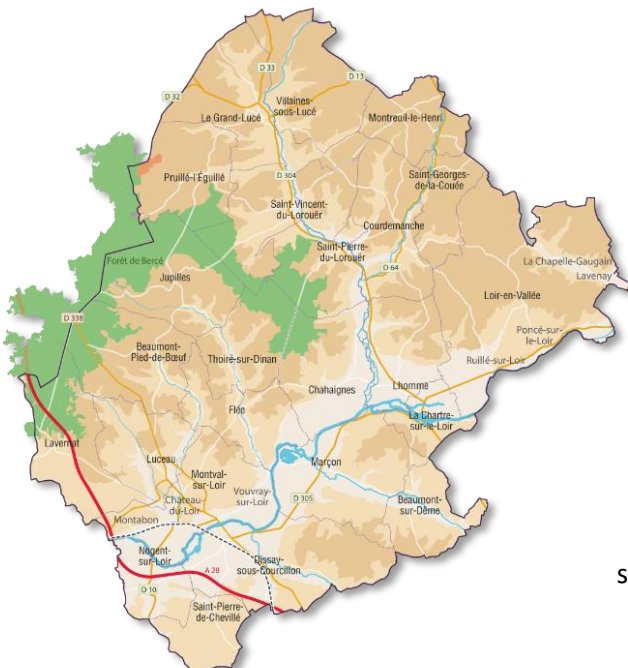 D 33
D 13
D 32
Villaines-
sous-Lucé
Le Grand-Lucé
Montreuil-le-Henri
D 304
Pruillé-l'Éguillé
Saint-Georges-
de-la-Couée
Saint-Vincent-
du-Lorouër
Courdemanche
Saint-Pierre-
du-Lorouër
Forêt de Bercé
D 64
La Chapelle-Gaugain
Lavenay
Jupilles
Loir-en-Vallée
D 338
Poncé-sur-
le-Loir
Beaumont-
Pied-de-Bœuf
Thoiré-sur-Dinan
Ruillé-sur-Loir
Chahaignes
Lhomme
Flée
La Chartre-
sur-le-Loir
Lavernat
Luceau
Marçon
Montval-
sur-Loir
Vouvray-
sur-Loir
Château-
du-Loir
D 305
Beaumont-
sur-Dême
Montabon
Nogent-
sur-Loir
Dissay-
sous-Courcillon
A 28
D 10
Saint-Pierre-
de-Chevillé
s